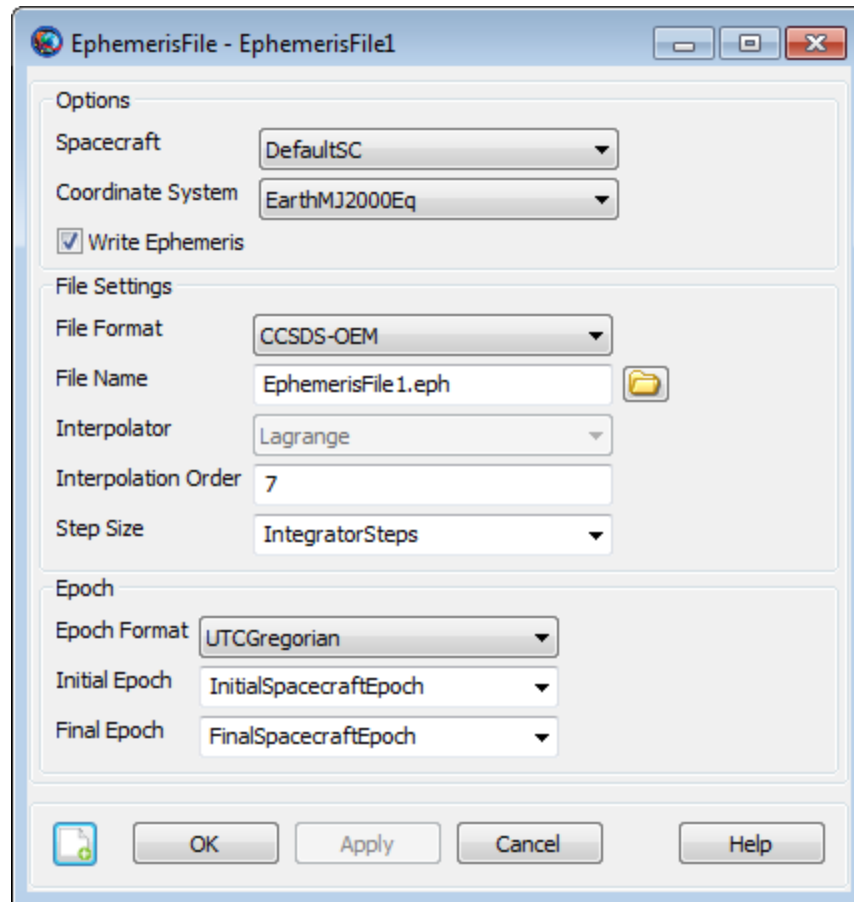 EphemerisFile - EphemerisFile1
Options
Spacecraft DefaultSC
Coordinate System EarthMJ2000Eq
Write Ephemeris
File Settings
File Format CCSDS-OEM
File Name EphemerisFile1.eph
Interpolator Lagrange
Interpolation Order 7
Step Size IntegratorSteps
Epoch
Epoch Format UTCGregorian
Initial Epoch InitialSpacecraftEpoch
Final Epoch FinalSpacecraftEpoch
OK Apply Cancel Help